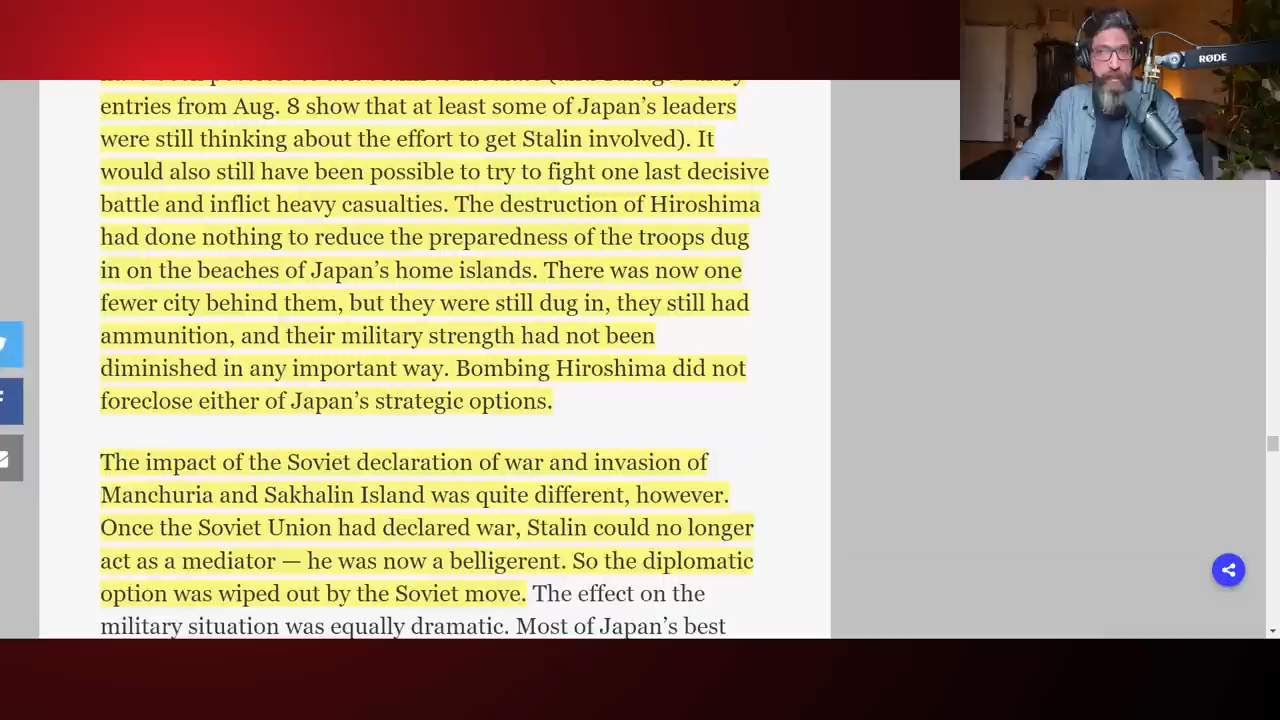 entries from Aug. 8 show that at least some of Japan’s leaders
were still thinking about the effort to get Stalin involved). It
would also still have been possible to try to fight one last decisive
battle and inflict heavy casualties. The destruction of Hiroshima
had done nothing to reduce the preparedness of the troops dug
in on the beaches of Japan’s home islands. There was now one
fewer city behind them, but they were still dug in, they still had
ammunition, and their military strength had not been
diminished in any important way. Bombing Hiroshima did not
foreclose either of Japan’s strategic options.
The impact of the Soviet declaration of war and invasion of
Manchuria and Sakhalin Island was quite different, however.
Once the Soviet Union had declared war, Stalin could no longer
act as a mediator — he was now a belligerent. So the diplomatic
option was wiped out by the Soviet move. The effect on the
military situation was equally dramatic. Most of Japan’s best
RØDE